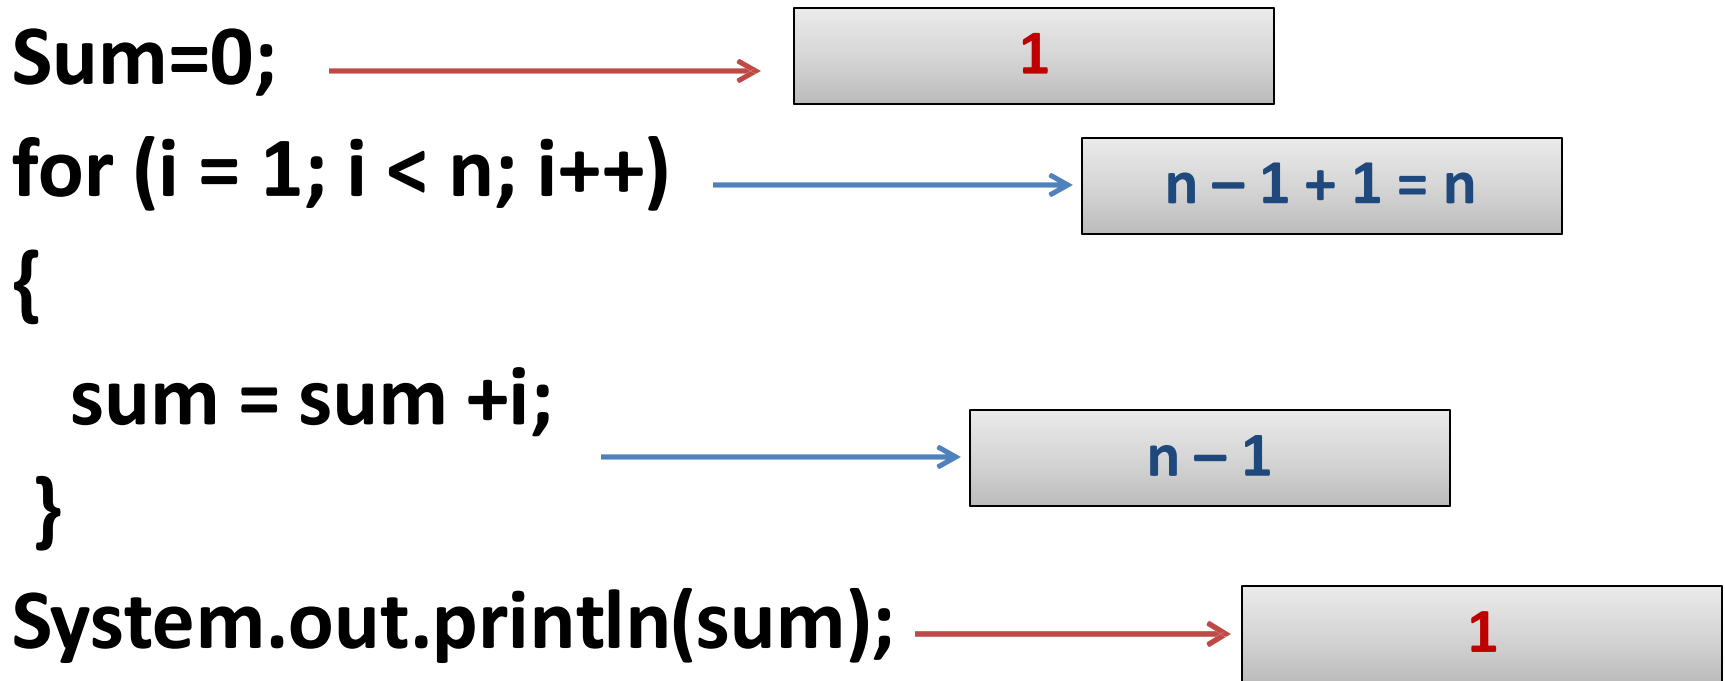 Sum=0;
1
for (i = 1; i < n; i++)
n – 1 + 1 = n
{
sum = sum +i;
n – 1
}
System.out.println(sum);
1